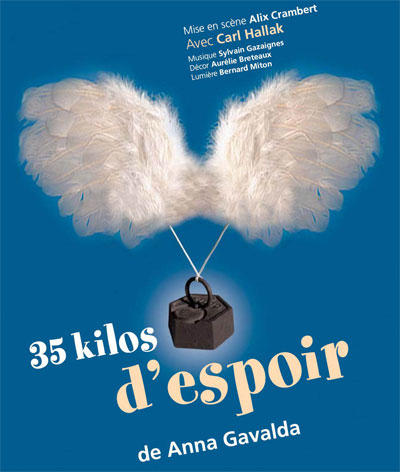 Mise en scène Alix Crambert
Avec Carl Hallak
Musique Sylvain Gazaignes
Décor Aurélie Breteaux
Lumière Bernard Miton
35 kilos
d'espoir
de Anna Gavalda